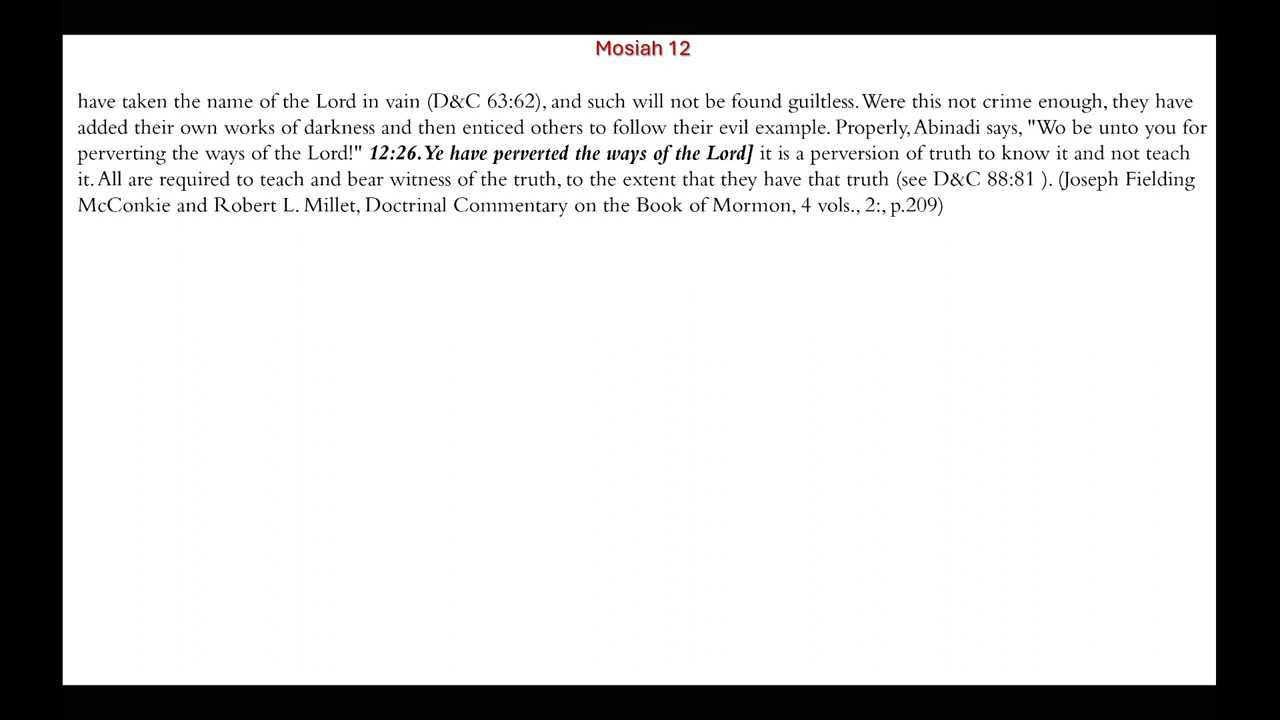 Mosiah 12
have taken the name of the Lord in vain (D&C 63:62), and such will not be found guiltless. Were this not crime enough, they have
added their own works of darkness and then enticed others to follow their evil example. Properly, Abinadi says, "Wo be unto you for
perverting the ways of the Lord!" 12:26. Ye have perverted the ways of the Lord] it is a perversion of truth to know it and not teach
it. All are required to teach and bear witness of the truth, to the extent that they have that truth (see D&C 88:81 ). (Joseph Fielding
McConkie and Robert L. Millet, Doctrinal Commentary on the Book of Mormon, 4 vols., 2:, p.209)